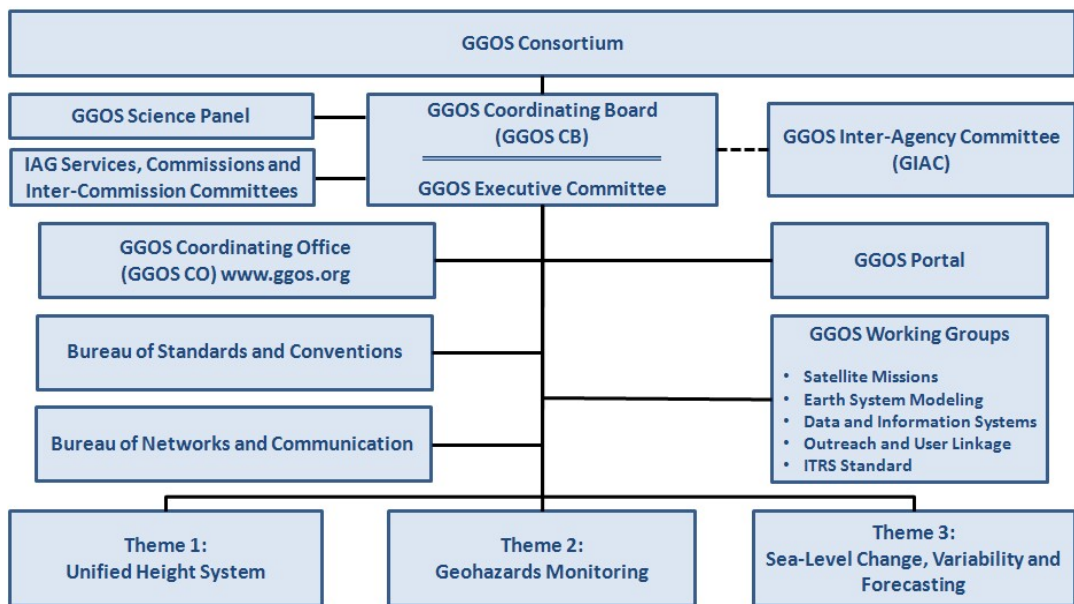 GGOS Consortium
GGOS Science Panel
IAG Services, Commissions and
Inter-Commission Committees
GGOS Coordinating Board
(GGOS CB)
GGOS Executive Committee
GGOS Inter-Agency Committee
(GIAC)
GGOS Coordinating Office
(GGOS CO) www.ggos.org
GGOS Portal
Bureau of Standards and Conventions
Bureau of Networks and Communication
GGOS Working Groups
• Satellite Missions
• Earth System Modeling
• Data and Information Systems
• Outreach and User Linkage
• ITRS Standard
Theme 1:
Unified Height System
Theme 2:
Geohazards Monitoring
Theme 3:
Sea-Level Change, Variability and
Forecasting